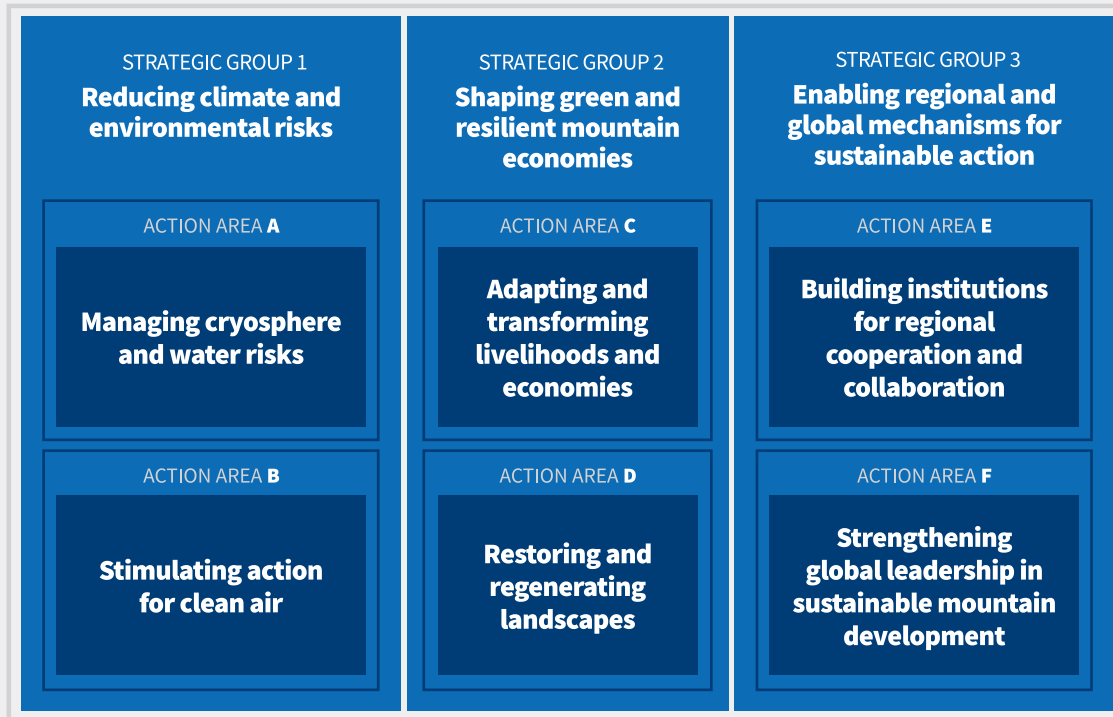 STRATEGIC GROUP 1
Reducing climate and
environmental risks
ACTION AREA A
Managing cryosphere
and water risks
ACTION AREA B
Stimulating action
for clean air
STRATEGIC GROUP 2
Shaping green and
resilient mountain
economies
ACTION AREA C
Adapting and
transforming
livelihoods and
economies
ACTION AREA D
Restoring and
regenerating
landscapes
STRATEGIC GROUP 3
Enabling regional and
global mechanisms for
sustainable action
ACTION AREA E
Building institutions
for regional
cooperation and
collaboration
ACTION AREA F
Strengthening
global leadership in
sustainable mountain
development